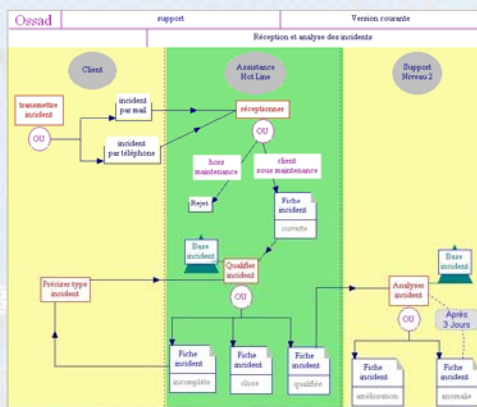 Ossad
support
Version courante
Réception et analyse des incidents
Client
Assistance
Hot Line
Support
Niveau 2
transmettre
incident
OU
incident
par mail
incident
par téléphone
réceptionner
OU
hors
maintenance
client
sous maintenance
Rejet
Fiche
incident
ouverte
Base
incident
Qualifier
incident
OU
Préciser type
incident
Fiche
incident
incomplète
Fiche
incident
close
Fiche
incident
qualifiée
Base
incident
Analyser
incident
OU
Après
3 Jours
Fiche
incident
amélioration
Fiche
incident
anomalie